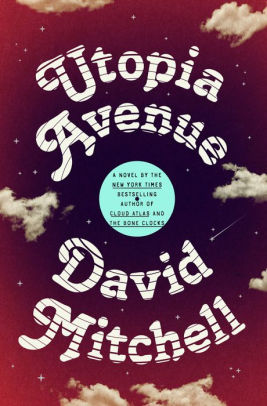 Utopia
Avenue
A NOVEL BY THE
NEW YORK TIMES
BESTSELLING
AUTHOR OF
CLOUD ATLAS AND
THE BONE CLOCKS
David
Mitchell